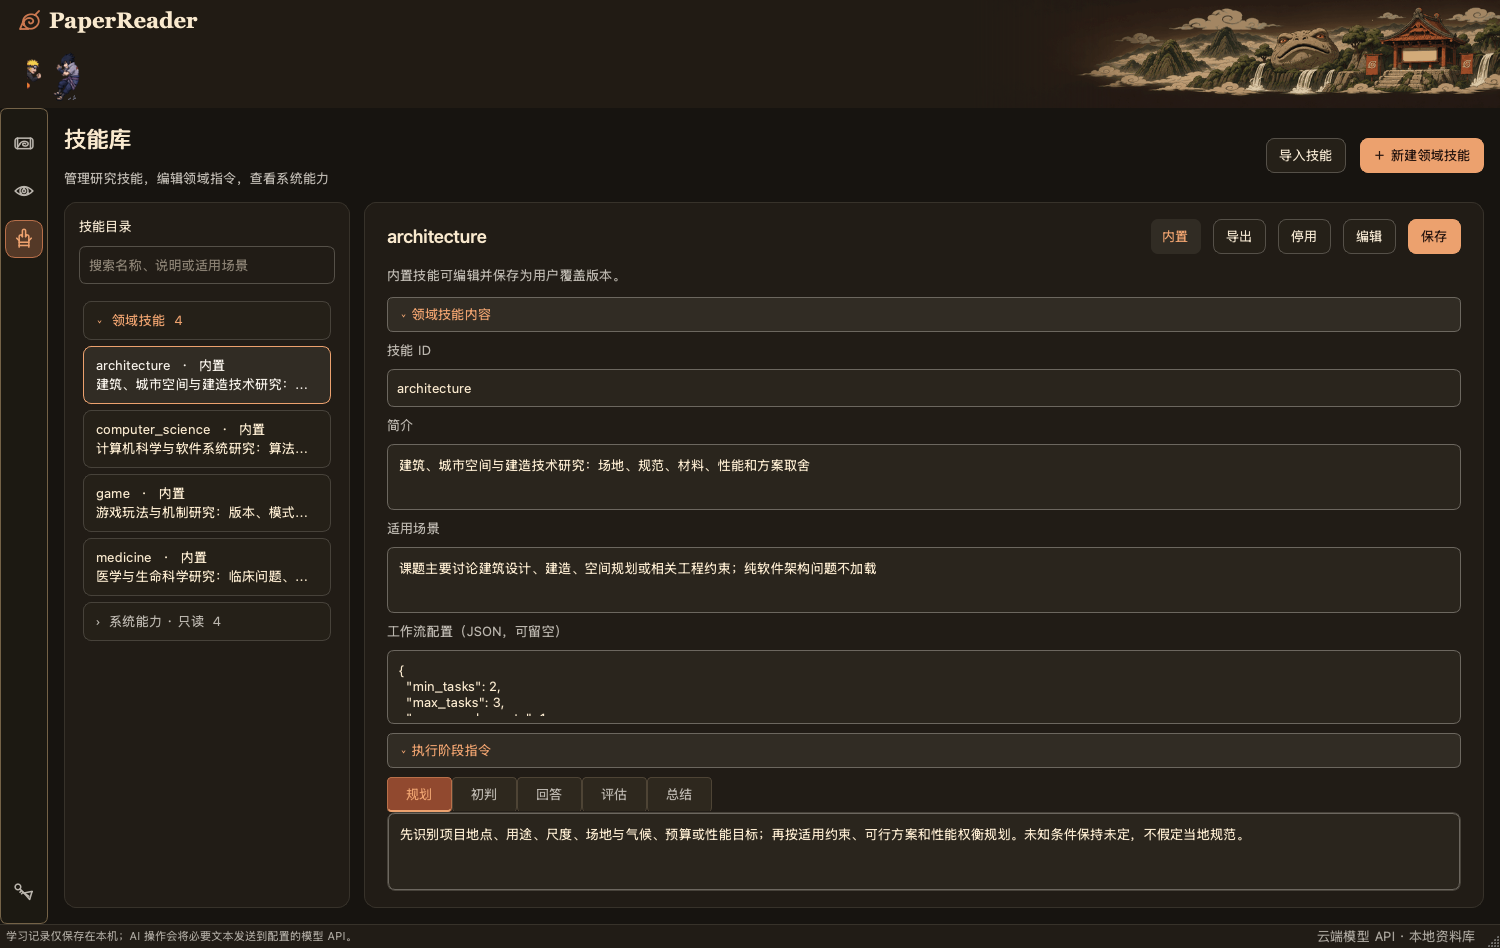 PaperReader
技能库
管理研究技能，编辑领域指令，查看系统能力
导入技能
+ 新建领域技能
技能目录
搜索名称、说明或适用场景
领域技能 4
architecture · 内置
建筑、城市空间与建造技术研究：...
computer_science · 内置
计算机科学与软件系统研究：算法...
game · 内置
游戏玩法与机制研究：版本、模式...
medicine · 内置
医学与生命科学研究：临床问题、...
› 系统能力 · 只读 4
architecture
内置
导出
停用
编辑
保存
内置技能可编辑并保存为用户覆盖版本。
领域技能内容
技能 ID
architecture
简介
建筑、城市空间与建造技术研究：场地、规范、材料、性能和方案取舍
适用场景
课题主要讨论建筑设计、建造、空间规划或相关工程约束；纯软件架构问题不加载
工作流配置（JSON，可留空）
{
"min_tasks": 2,
"max_tasks": 3,
执行阶段指令
规划
初判
回答
评估
总结
先识别项目地点、用途、尺度、场地与气候、预算或性能目标；再按适用约束、可行方案和性能权衡规划。未知条件保持未定，不假定当地规范。
学习记录仅保存在本机；AI 操作会将必要文本发送到配置的模型 API。
云端模型 API · 本地资料库